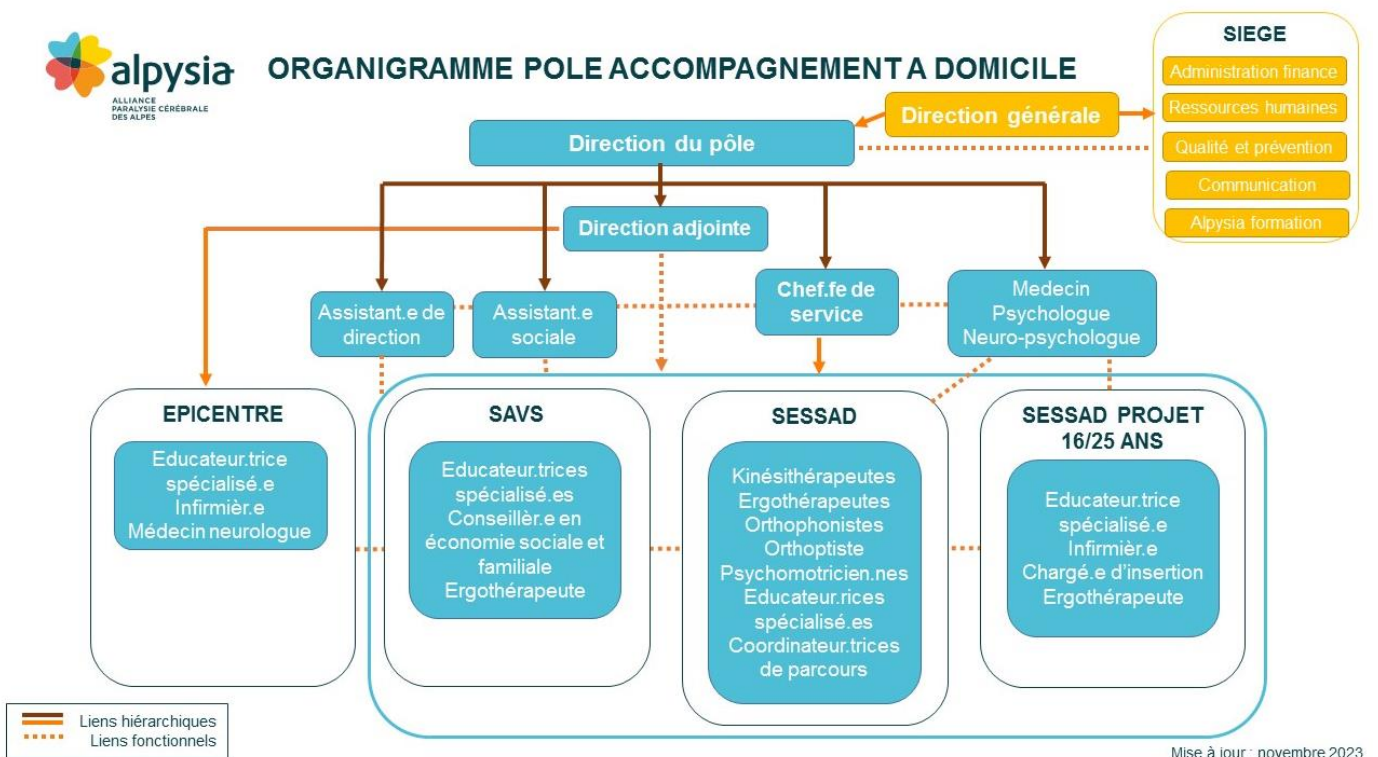 alpysia
ALLIANCE
PARALYSIE CÉRÉBRALE
DES ALPES
ORGANIGRAMME POLE ACCOMPAGNEMENT A DOMICILE
SIEGE
Administration finance
Ressources humaines
Qualité et prévention
Communication
Alpysia formation
Direction générale
Direction du pôle
Direction adjointe
Assistant.e de
direction
Assistant.e
sociale
Chef.fe de
service
Medecin
Psychologue
Neuro-psychologue
EPICENTRE
Educateur.trice
spécialisé.e
Infirmièr.e
Médecin neurologue
SAVS
Educateur.trices
spécialisé.es
Conseillèr.e en
économie sociale et
familiale
Ergothérapeute
SESSAD
Kinésithérapeutes
Ergothérapeutes
Orthophonistes
Orthoptiste
Psychomotricien.nes
Educateur.rices
spécialisé.es
Coordinateur.trices
de parcours
SESSAD PROJET
16/25 ANS
Educateur.trice
spécialisé.e
Infirmièr.e
Chargé.e d'insertion
Ergothérapeute
Liens hiérarchiques
Liens fonctionnels
Mise à jour : novembre 2023